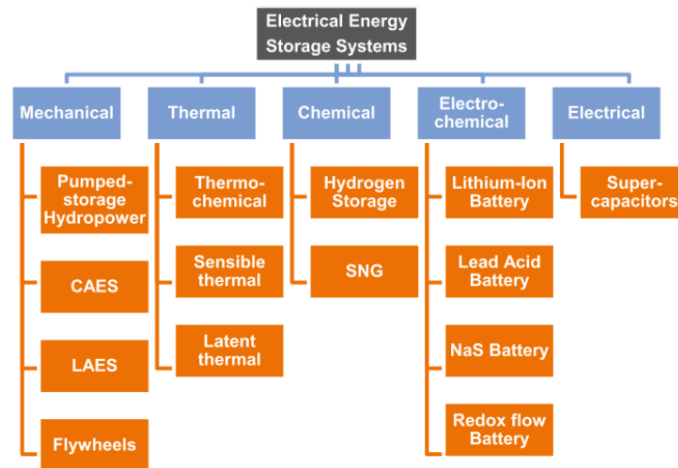 Electrical Energy
Storage Systems
Mechanical
Thermal
Chemical
Electro-
chemical
Electrical
Pumped-
storage
Hydropower
CAES
LAES
Flywheels
Thermo-
chemical
Sensible
thermal
Latent
thermal
Hydrogen
Storage
SNG
Lithium-Ion
Battery
Lead Acid
Battery
NaS Battery
Redox flow
Battery
Super-
capacitors